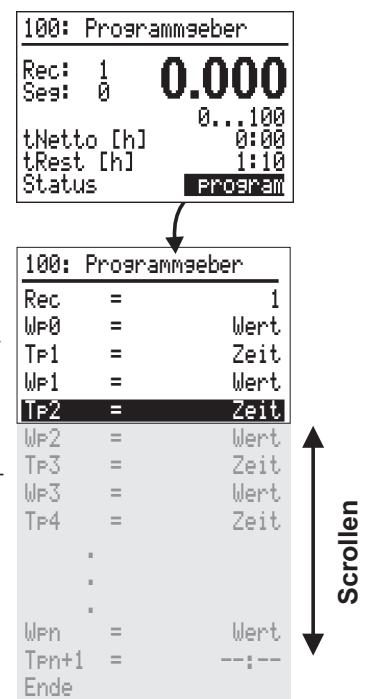 100: Programmgeber
Rec: 1 0.000
Seg: 0
0...100
tNetto [h] 0:00
tRest [h] 1:10
Status program
100: Programmgeber
Rec = 1
Wp0 = Wert
Tp1 = Zeit
Wp1 = Wert
Tp2 = Zeit
Wp2 = Wert
Tp3 = Zeit
Wp3 = Wert
Tp4 = Zeit
.
.
.
Wpn = Wert
Tpn+1 = --:--
Ende
Scrollen